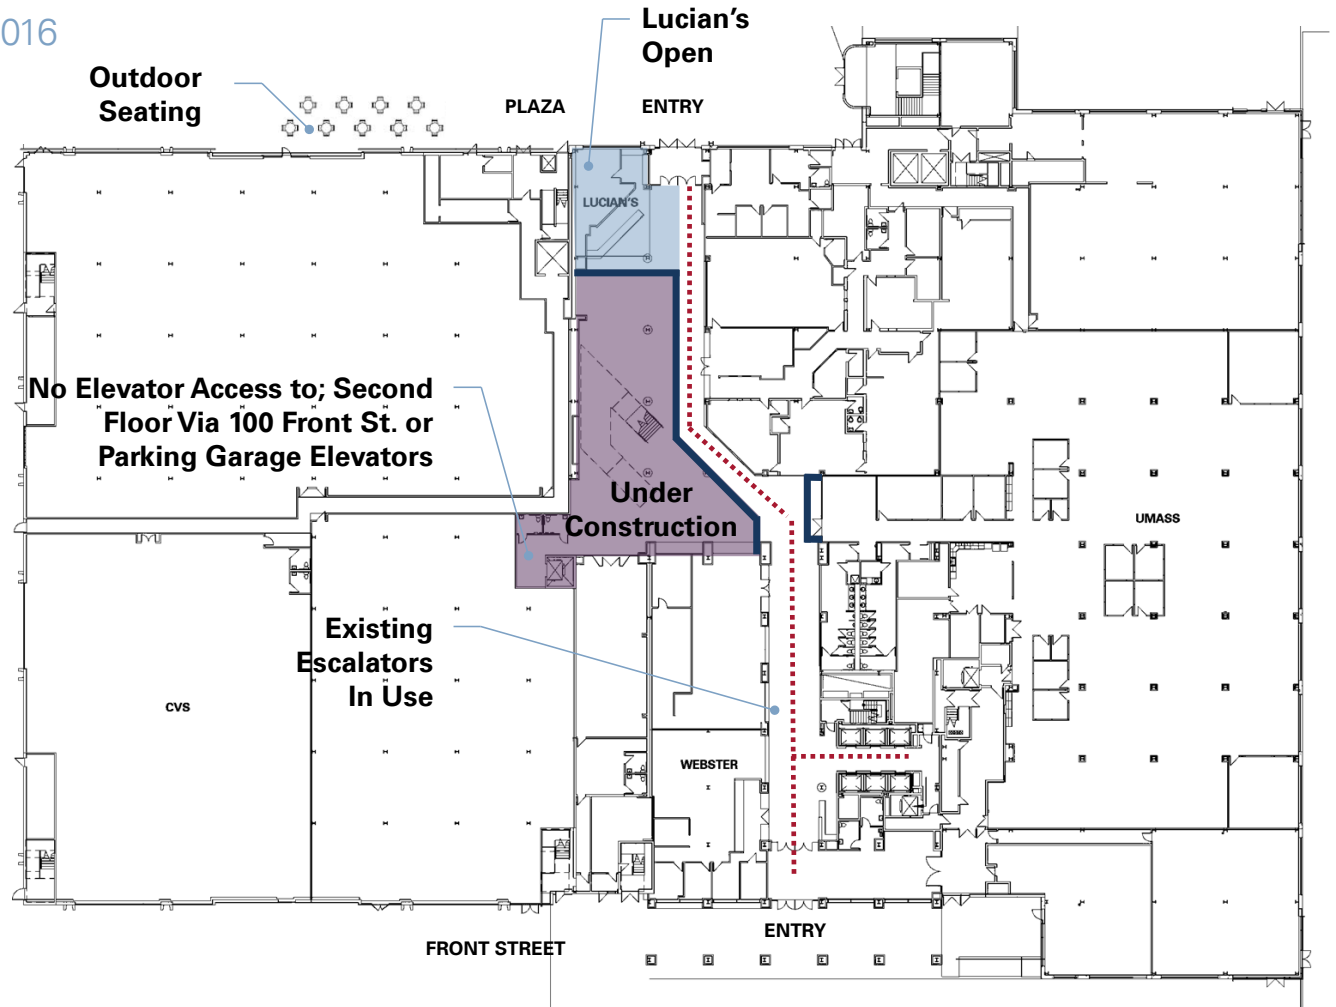 016
Lucian's
Open
Outdoor
Seating
PLAZA
ENTRY
LUCIAN'S
No Elevator Access to; Second
Floor Via 100 Front St. or
Parking Garage Elevators
Under
Construction
UMASS
Existing
Escalators
In Use
CVS
WEBSTER
ENTRY
FRONT STREET